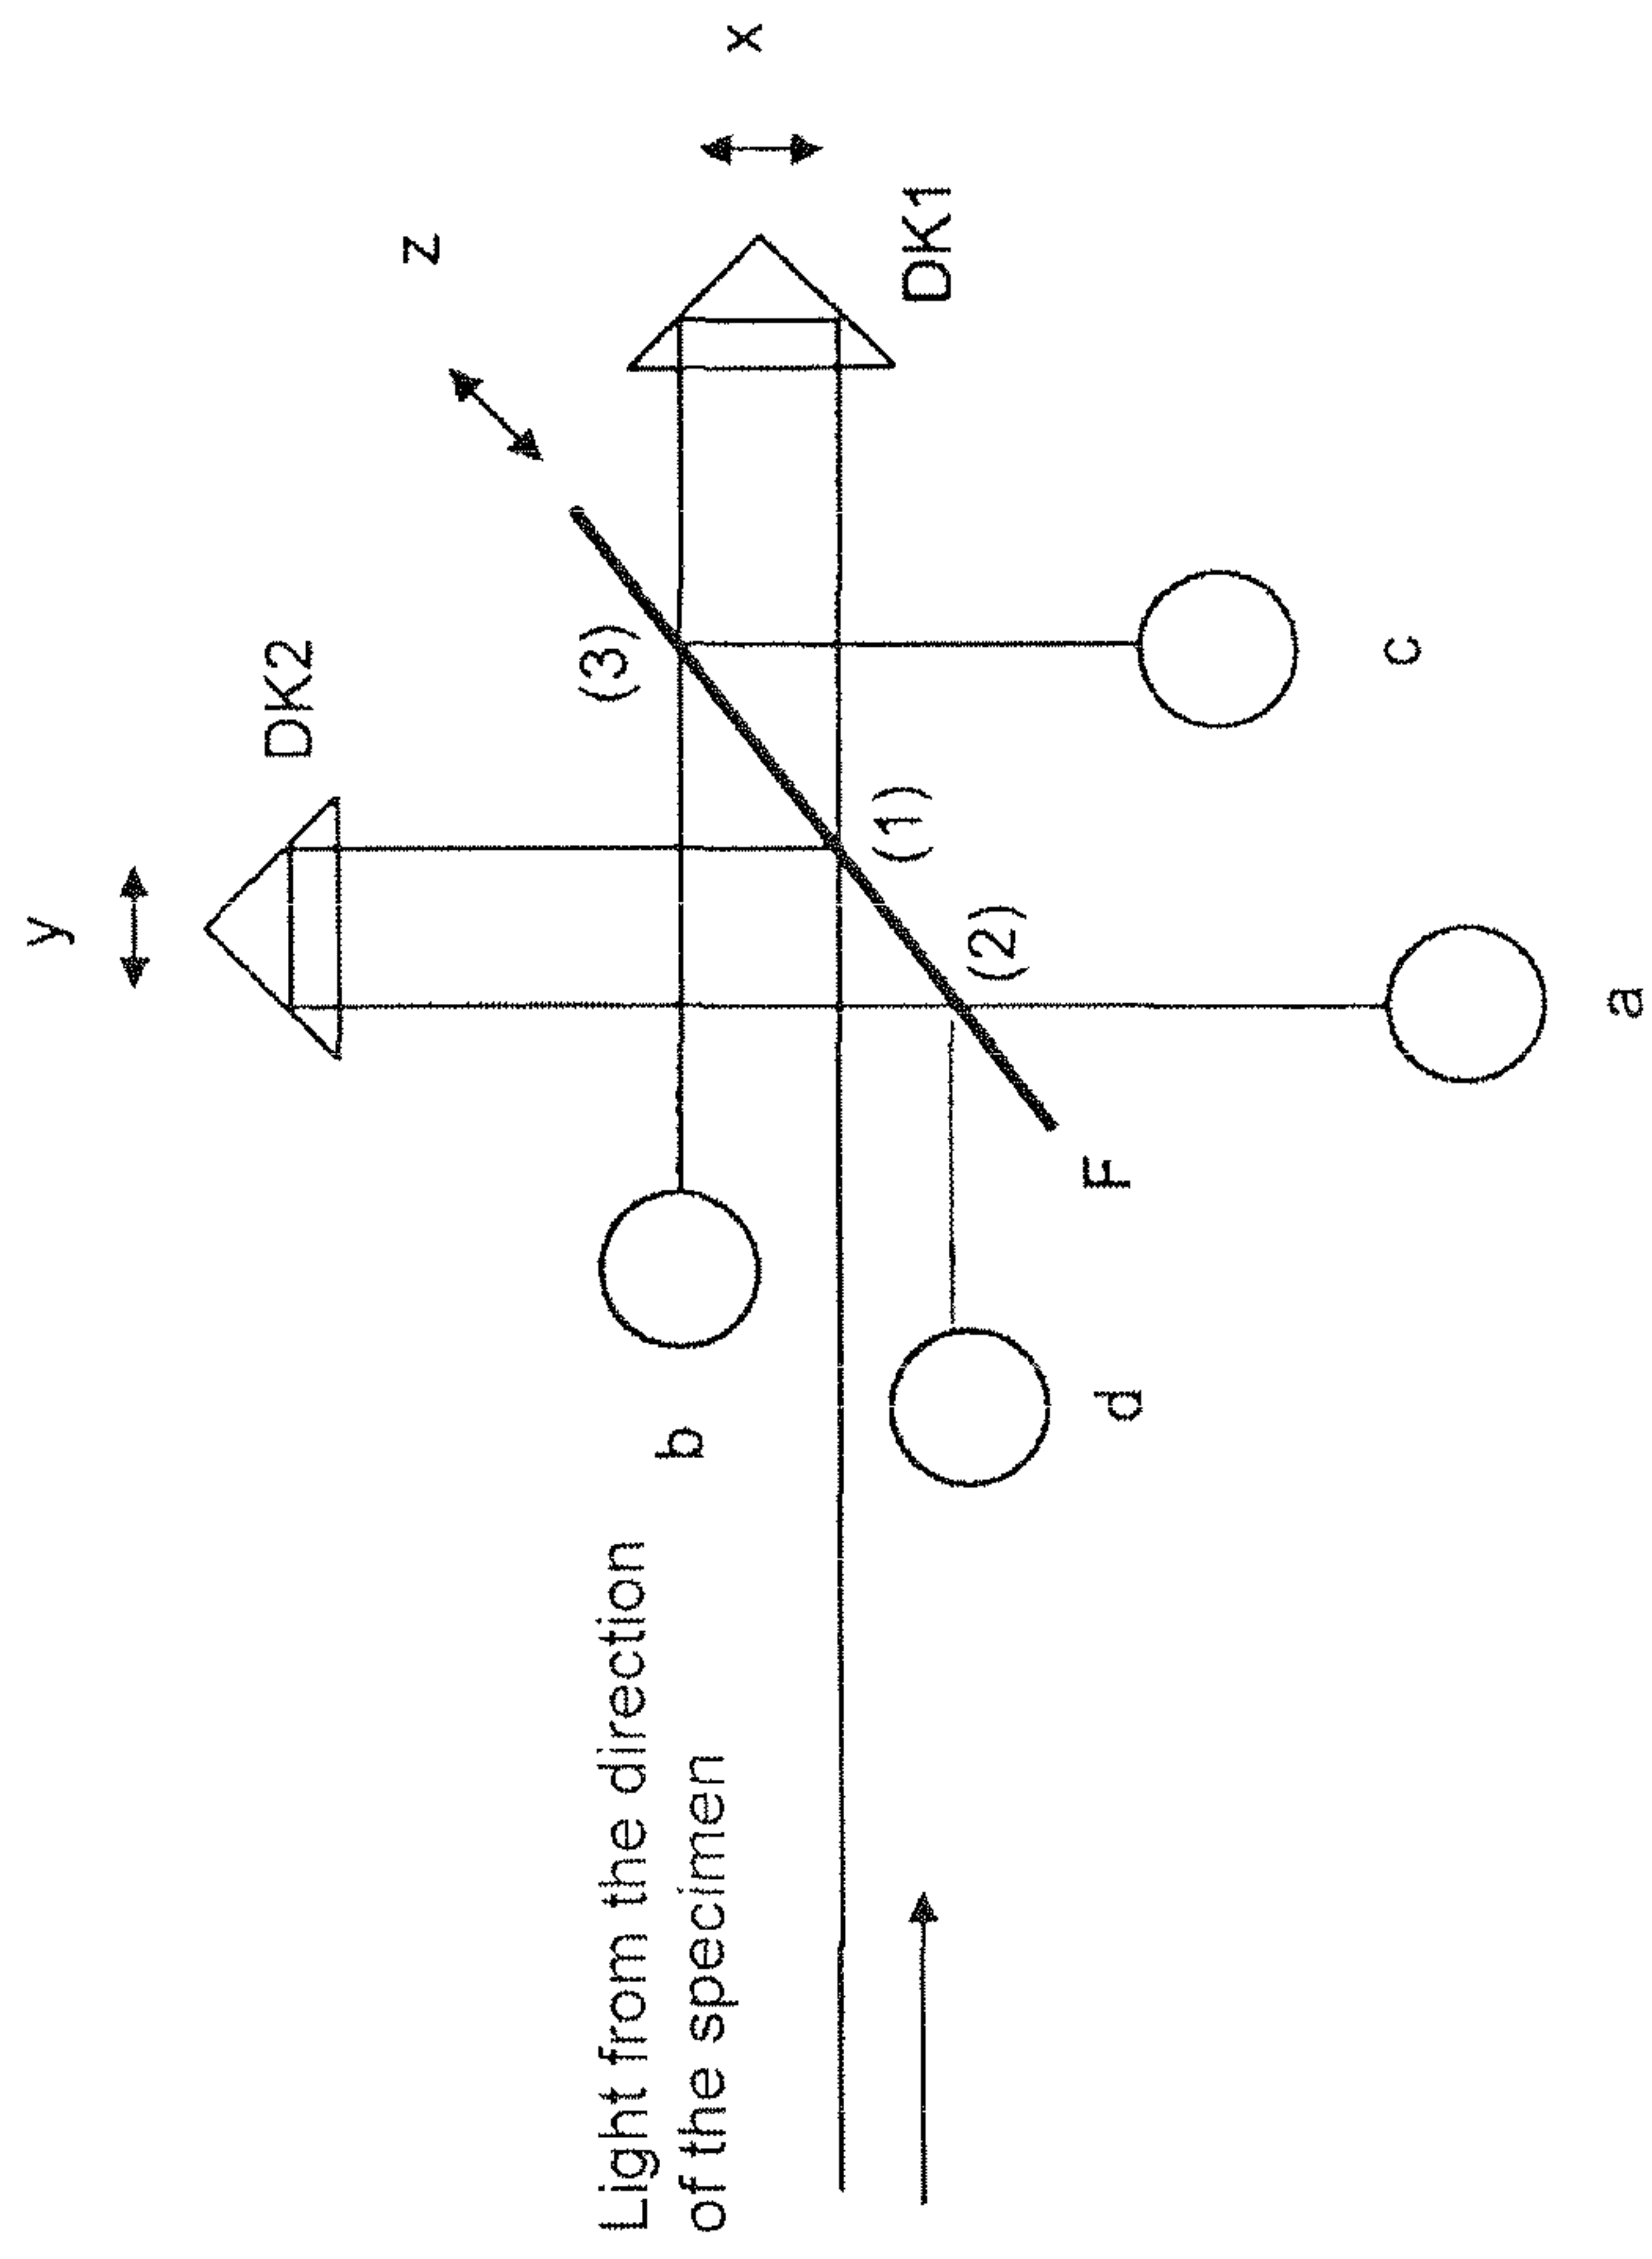 Light from the direction
of the specimen
b
d
a
c
F
(1)
(2)
(3)
DK1
DK2
x
y
z